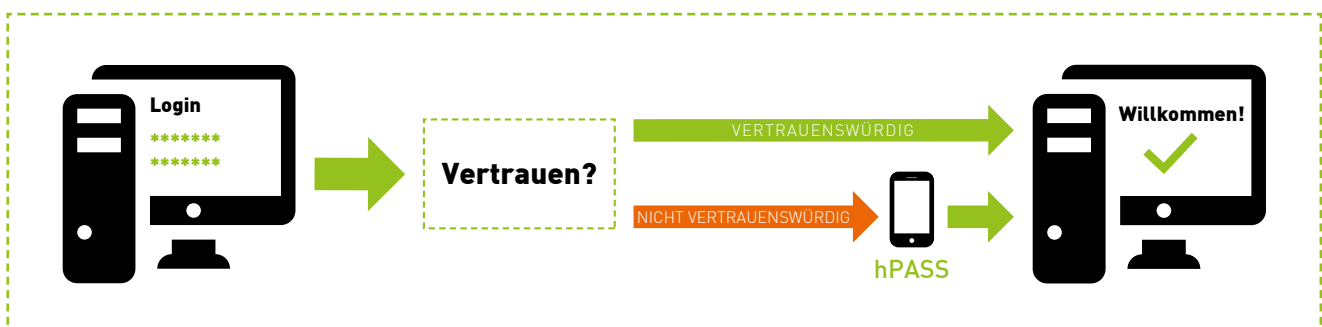 Login
*******
*******
Vertrauen?
VERTRAUENSWÜRDIG
NICHT VERTRAUENSWÜRDIG
hPASS
Willkommen!